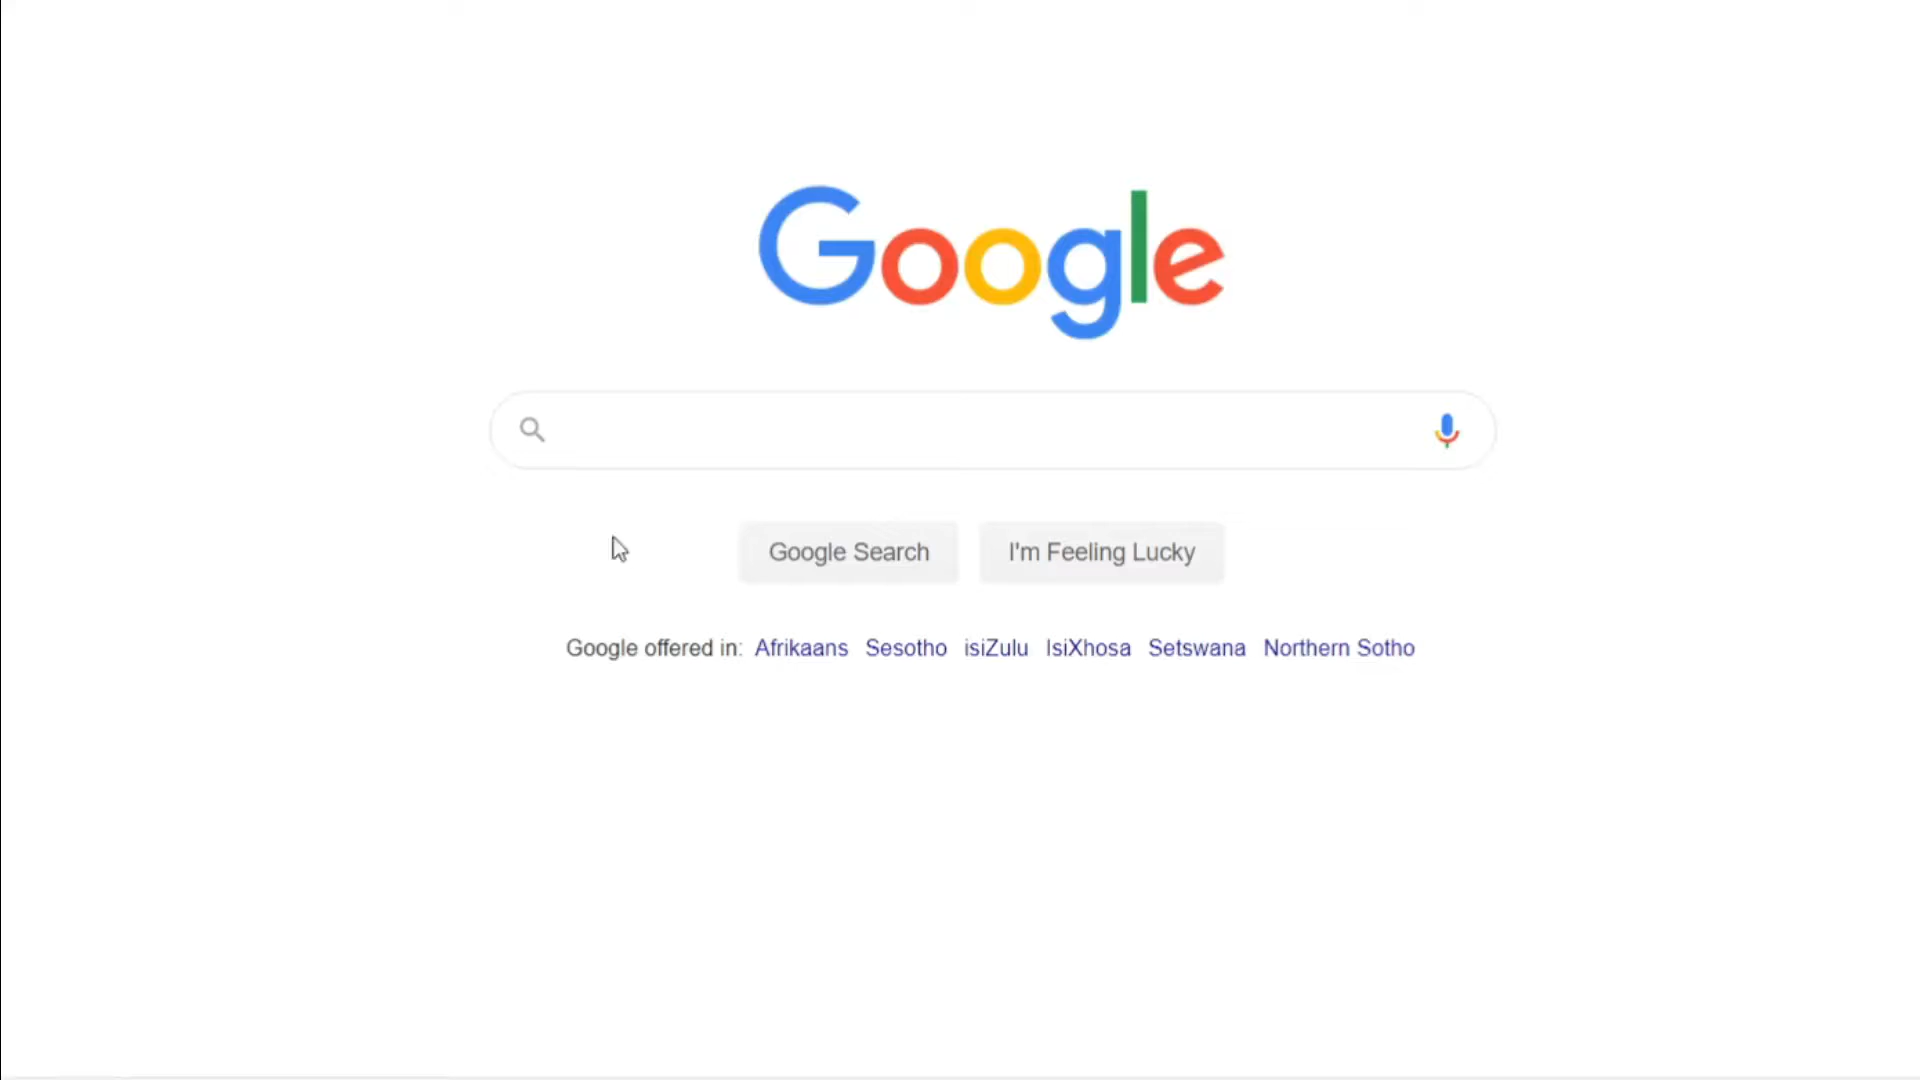 Google
Google Search I'm Feeling Lucky
Google offered in: Afrikaans Sesotho isiZulu IsiXhosa Setswana Northern Sotho